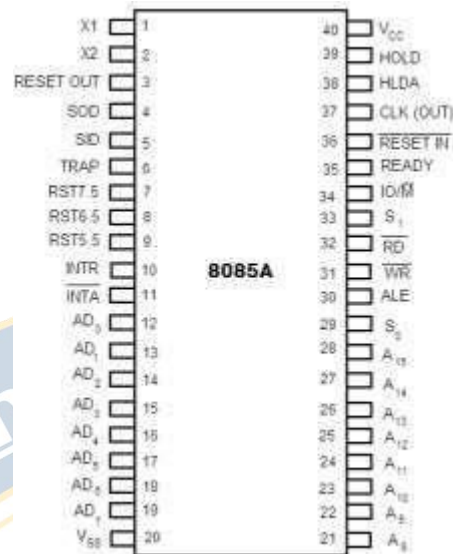 X1 1
X2 2
RESET OUT 3
SOD 4
SID 5
TRAP 6
RST7.5 7
RST6.5 8
RST5.5 9
INTR 10
INTA 11
AD0 12
AD1 13
AD2 14
AD3 15
AD4 16
AD5 17
AD6 18
AD7 19
VSS 20
8085A
40 VCC
39 HOLD
38 HLDA
37 CLK (OUT)
36 RESET IN
35 READY
34 IO/M
33 S1
32 RD
31 WR
30 ALE
29 S0
28 A15
27 A14
26 A13
25 A12
24 A11
23 A10
22 A9
21 A8